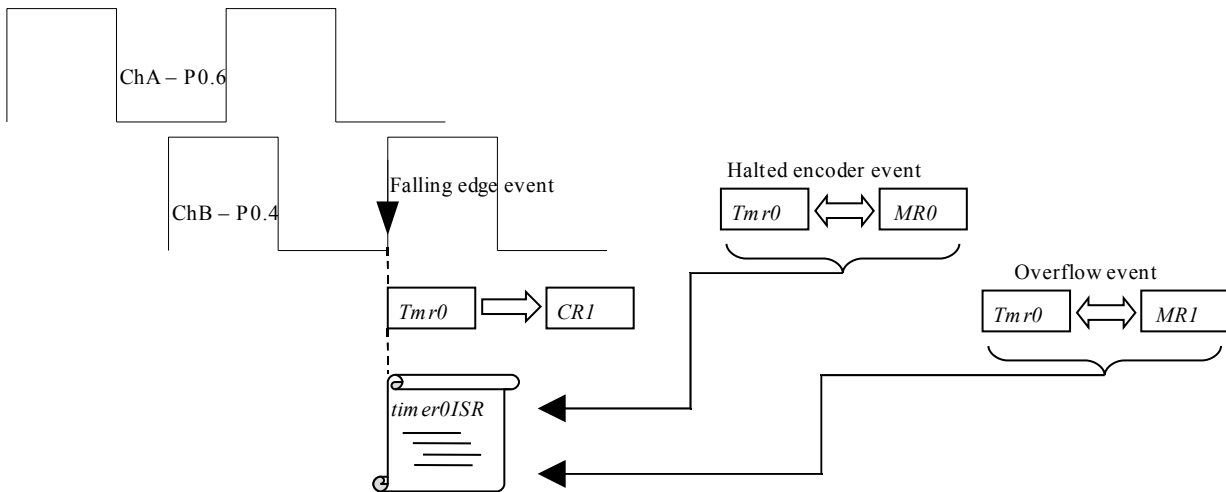 ChA – P0.6
Falling edge event
ChB – P0.4
Halted encoder event
Tmr0
MR0
Overflow event
Tmr0
MR1
Tmr0
CR1
timer0ISR